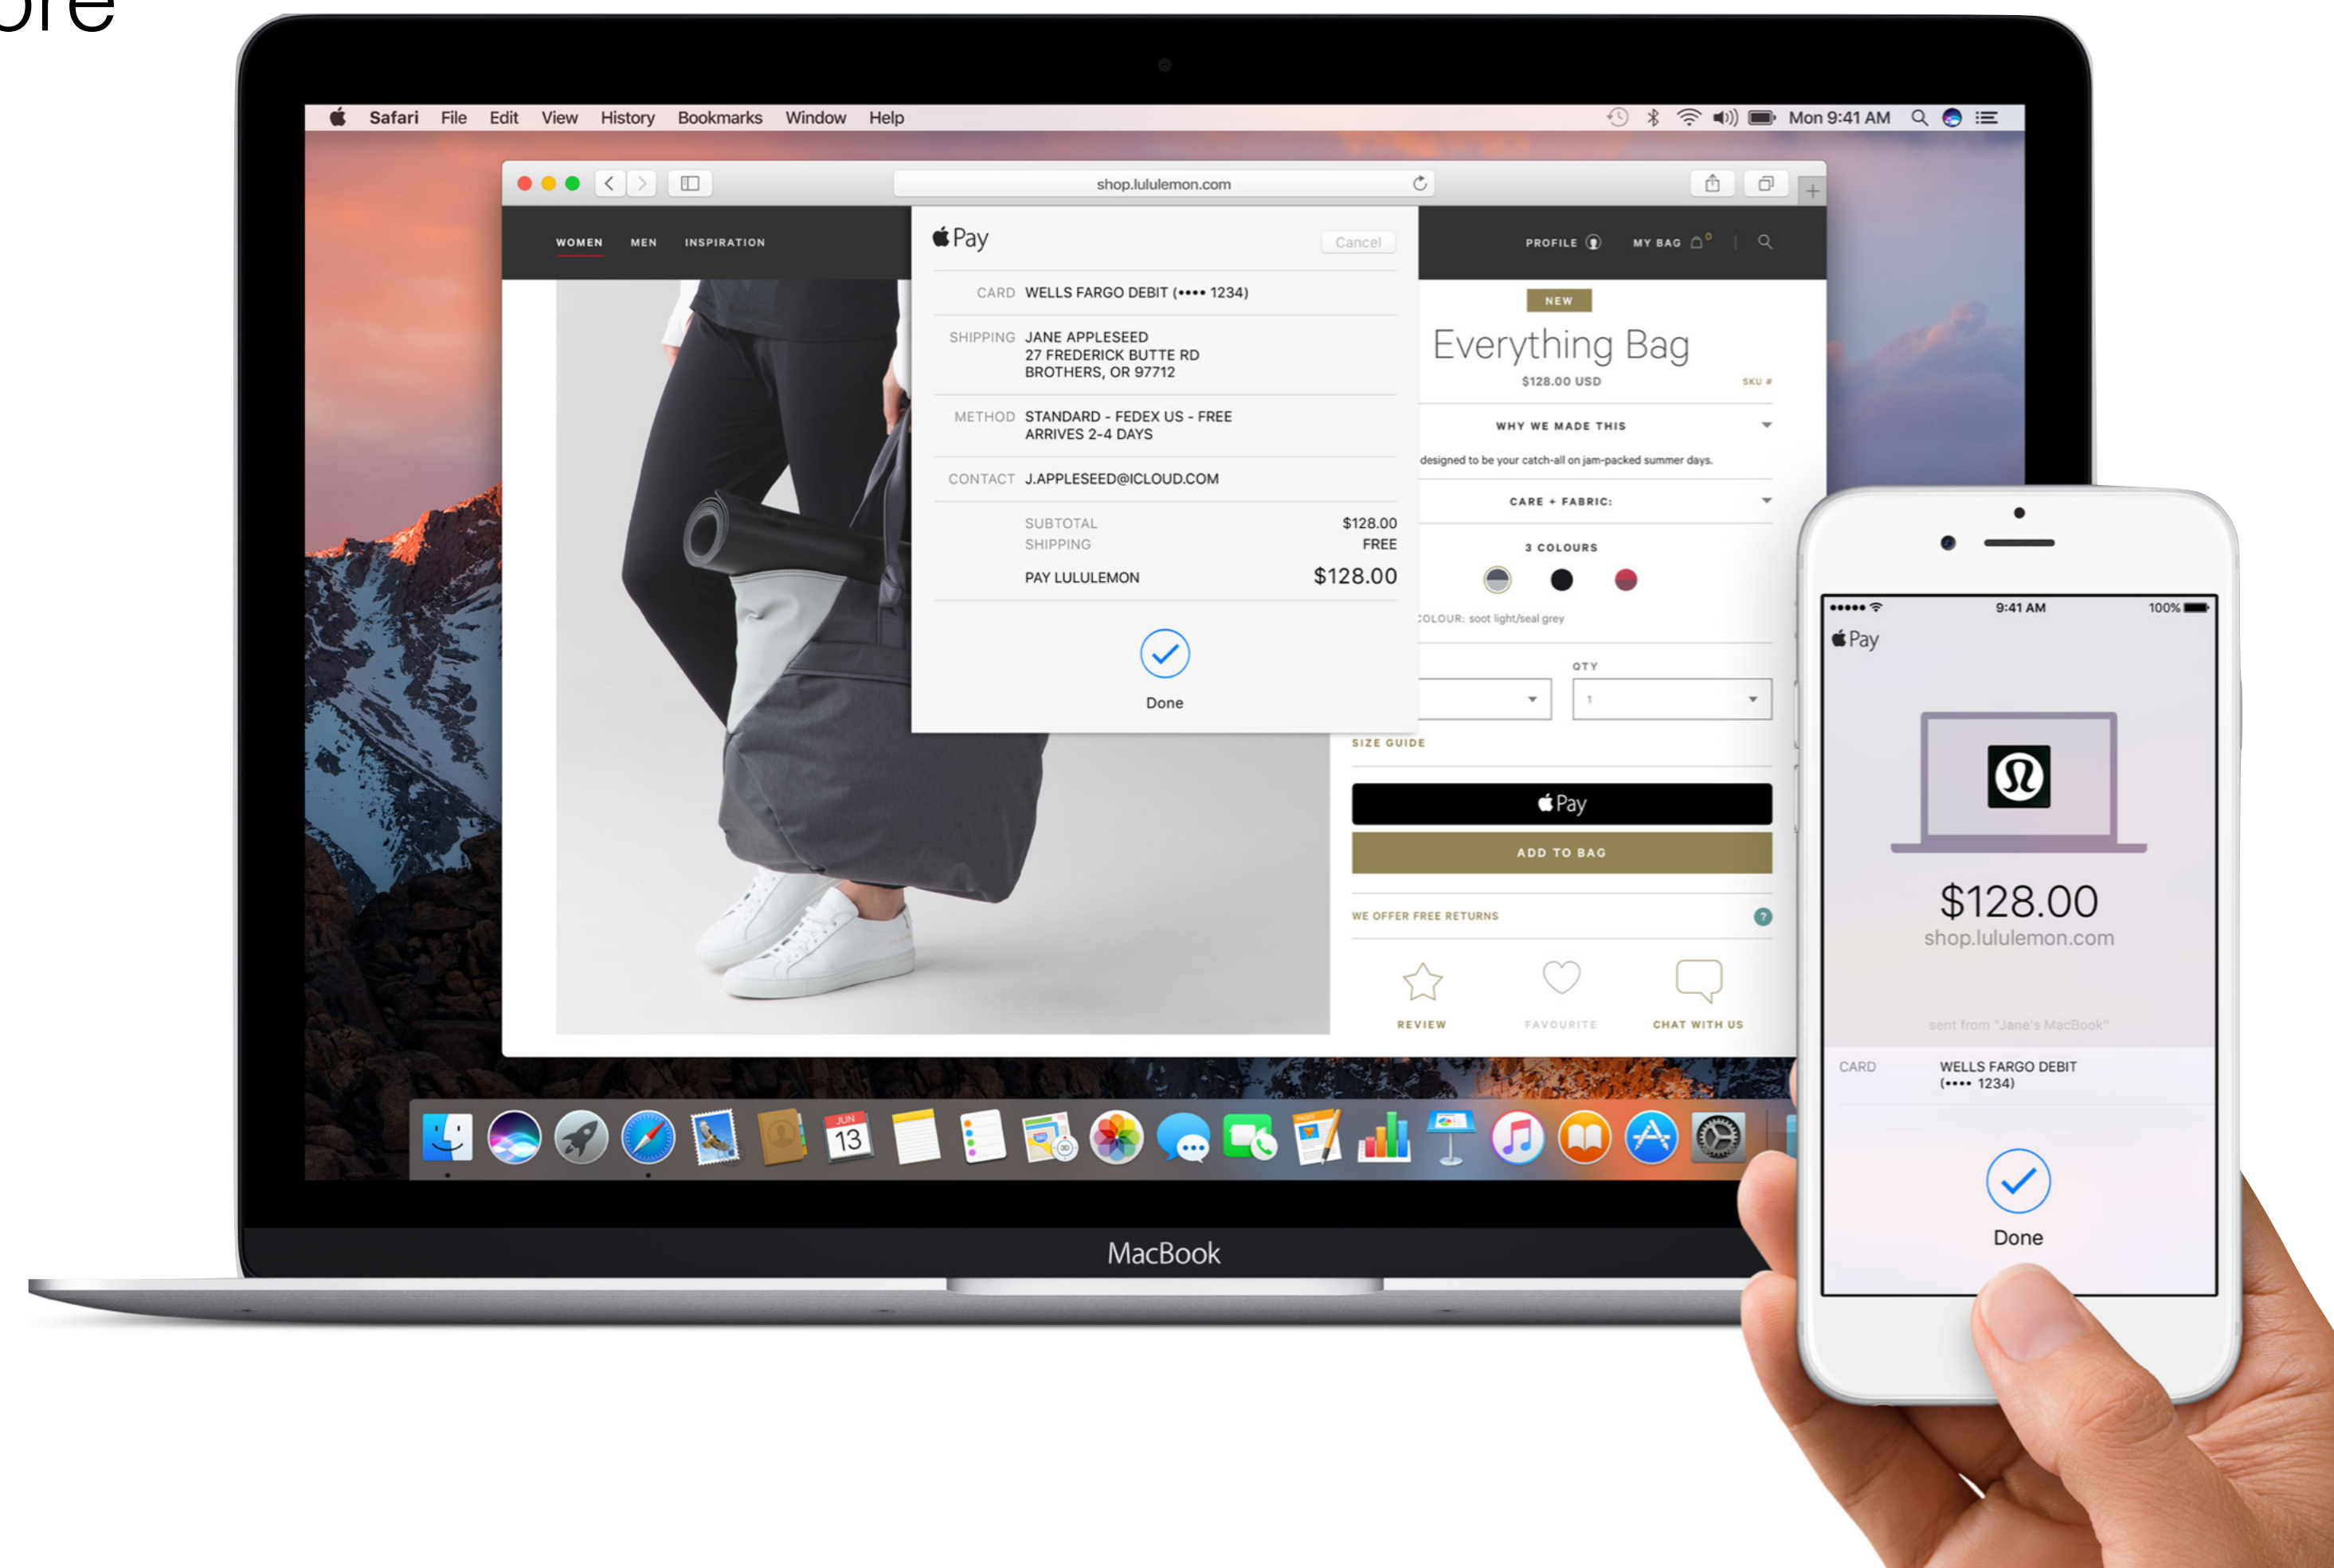 ore
Safari File Edit View History Bookmarks Window Help
Mon 9:41 AM
shop.lululemon.com
WOMEN MEN INSPIRATION
PROFILE MY BAG 0
Pay
Cancel
CARD WELLS FARGO DEBIT (•••• 1234)
SHIPPING JANE APPLESEED
27 FREDERICK BUTTE RD
BROTHERS, OR 97712
METHOD STANDARD - FEDEX US - FREE
ARRIVES 2-4 DAYS
CONTACT J.APPLESEED@ICLOUD.COM
SUBTOTAL $128.00
SHIPPING FREE
PAY LULULEMON $128.00
Done
NEW
Everything Bag
$128.00 USD
SKU #
WHY WE MADE THIS
designed to be your catch-all on jam-packed summer days.
CARE + FABRIC:
3 COLOURS
COLOUR: soot light/seal grey
QTY
1
SIZE GUIDE
Pay
ADD TO BAG
WE OFFER FREE RETURNS
?
REVIEW FAVOURITE CHAT WITH US
JUN
13
MacBook
9:41 AM 100%
Pay
$128.00
shop.lululemon.com
sent from "Jane's MacBook"
CARD WELLS FARGO DEBIT
(•••• 1234)
Done